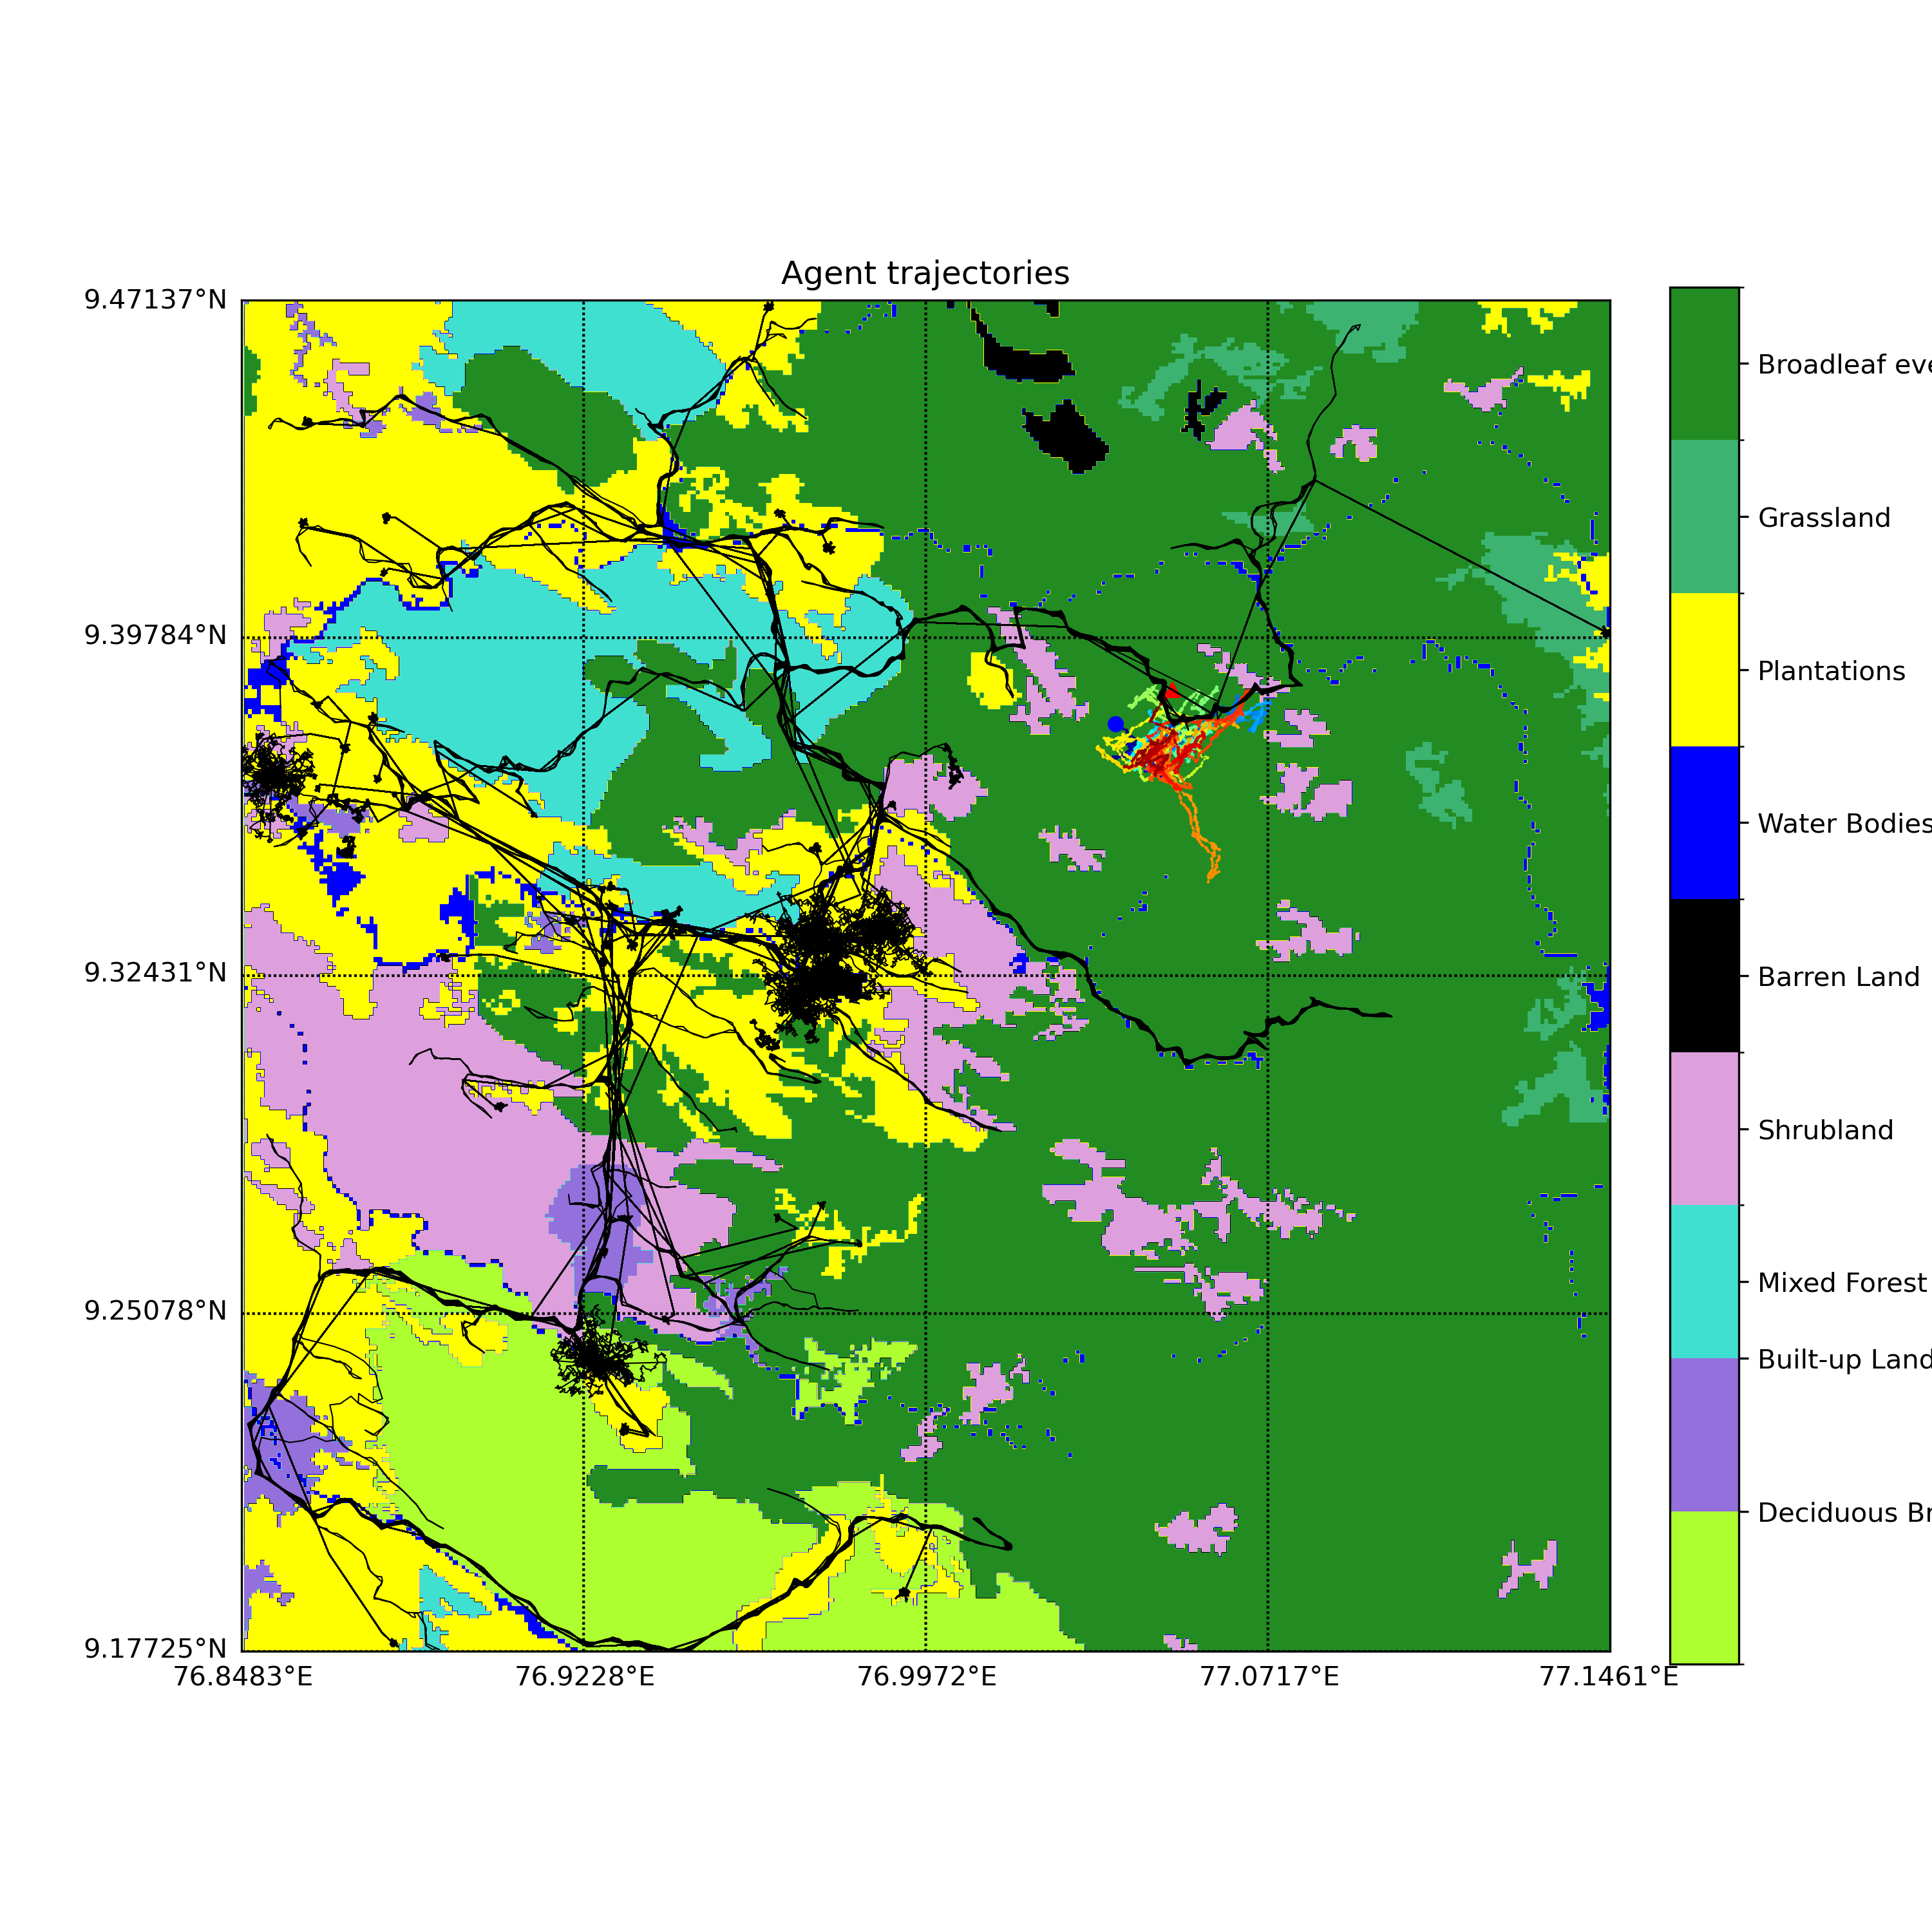 Agent trajectories
9.47137°N
9.39784°N
9.32431°N
9.25078°N
9.17725°N
76.8483°E
76.9228°E
76.9972°E
77.0717°E
77.1461°E
Broadleaf eve
Grassland
Plantations
Water Bodies
Barren Land
Shrubland
Mixed Forest
Built-up Land
Deciduous Br